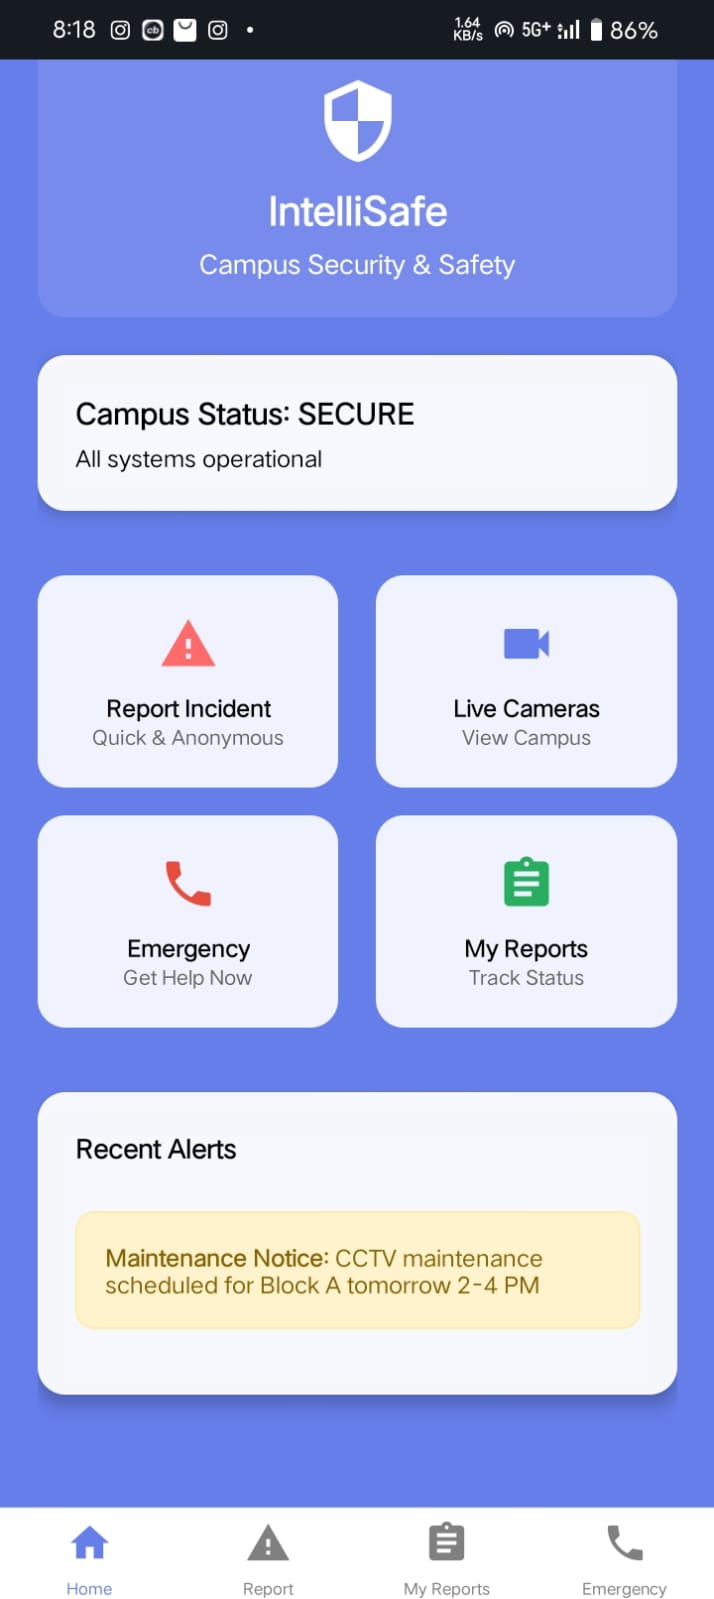 8:18
1.64
KB/s
5G+
86%
IntelliSafe
Campus Security & Safety
Campus Status: SECURE
All systems operational
Report Incident
Quick & Anonymous
Live Cameras
View Campus
Emergency
Get Help Now
My Reports
Track Status
Recent Alerts
Maintenance Notice: CCTV maintenance
scheduled for Block A tomorrow 2-4 PM
Home
Report
My Reports
Emergency